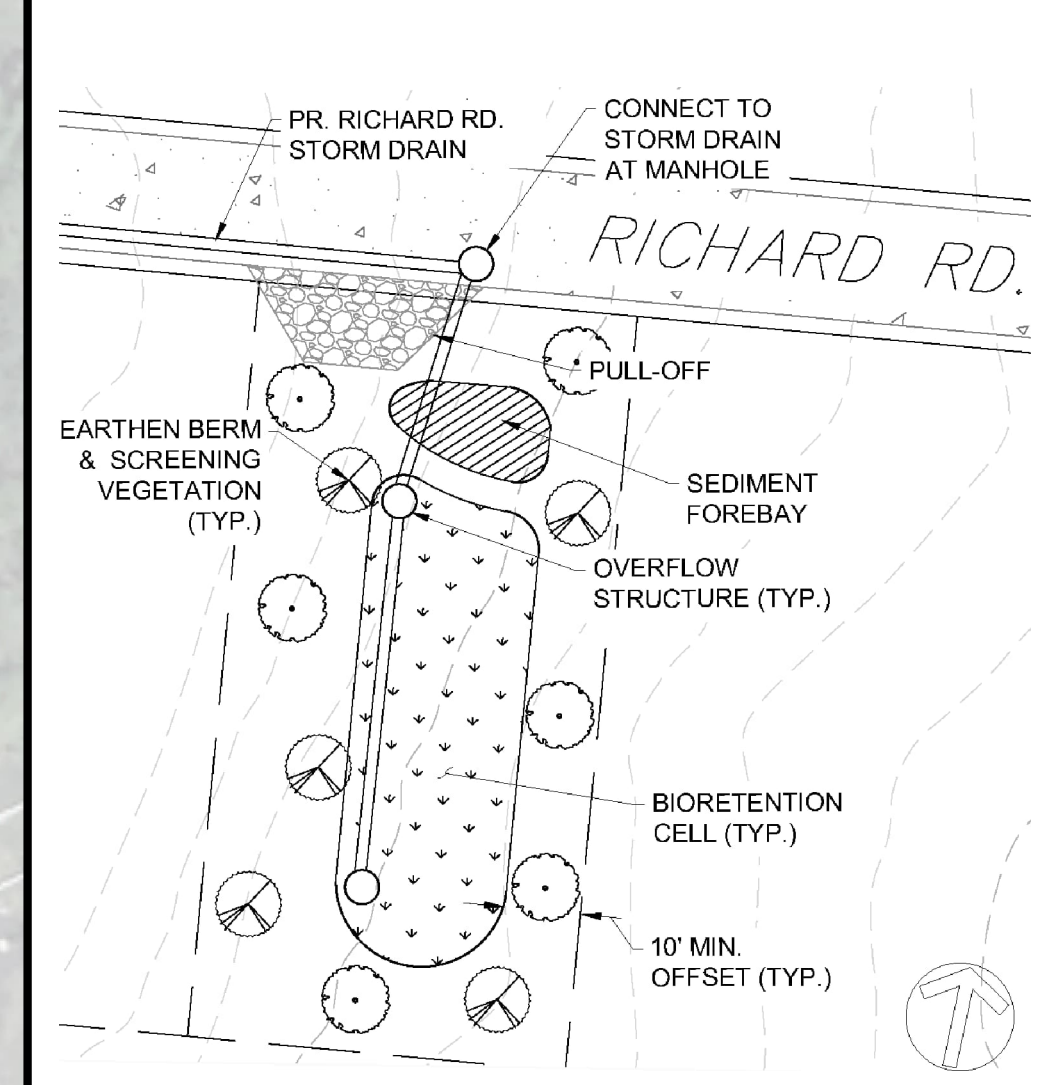 PR. RICHARD RD.
STORM DRAIN
CONNECT TO
STORM DRAIN
AT MANHOLE
RICHARD RD.
PULL-OFF
EARTHEN BERM
& SCREENING
VEGETATION
(TYP.)
SEDIMENT
FOREBAY
OVERFLOW
STRUCTURE (TYP.)
BIORETENTION
CELL (TYP.)
10' MIN.
OFFSET (TYP.)